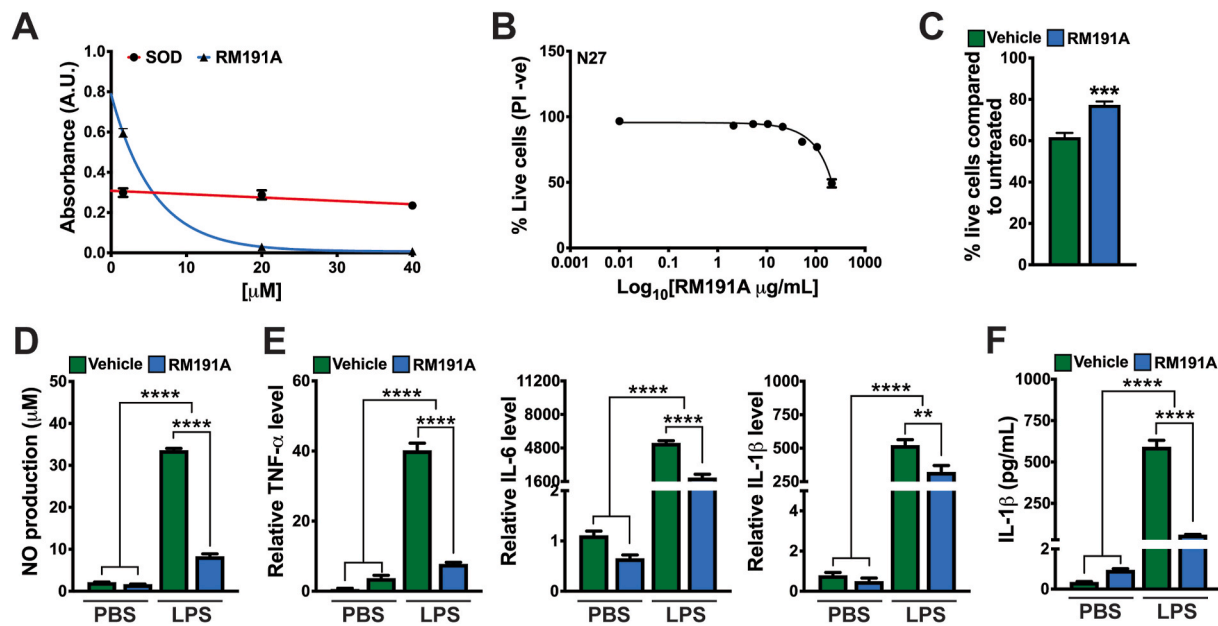 A
SOD RM191A
1.0
0.8
0.6
0.4
0.2
0.0
Absorbance (A.U.)
0 10 20 30 40
[μM]
B
N27
150
100
50
0
% Live cells (PI -ve)
0.001 0.01 0.1 1 10 100 1000
Log10[RM191A μg/mL]
C
Vehicle RM191A
***
100
80
60
40
20
0
% live cells compared
to untreated
D
Vehicle RM191A
50
40
30
20
10
0
NO production (μM)
****
****
PBS LPS
E
Vehicle RM191A
60
40
20
0
Relative TNF-α level
****
****
PBS LPS
11200
8000
4800
1600
2
1
0
Relative IL-6 level
****
****
PBS LPS
1000
750
500
250
4
2
0
Relative IL-1β level
****
**
PBS LPS
F
Vehicle RM191A
1500
1000
500
2
0
IL-1β (pg/mL)
****
****
PBS LPS